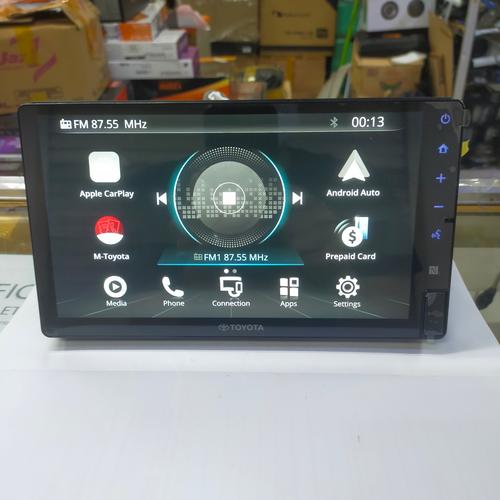 FM 87.55 MHz
00:13
Apple CarPlay
Android Auto
M-Toyota
Prepaid Card
FM1 87.55 MHz
Media
Phone
Connection
Apps
Settings
TOYOTA